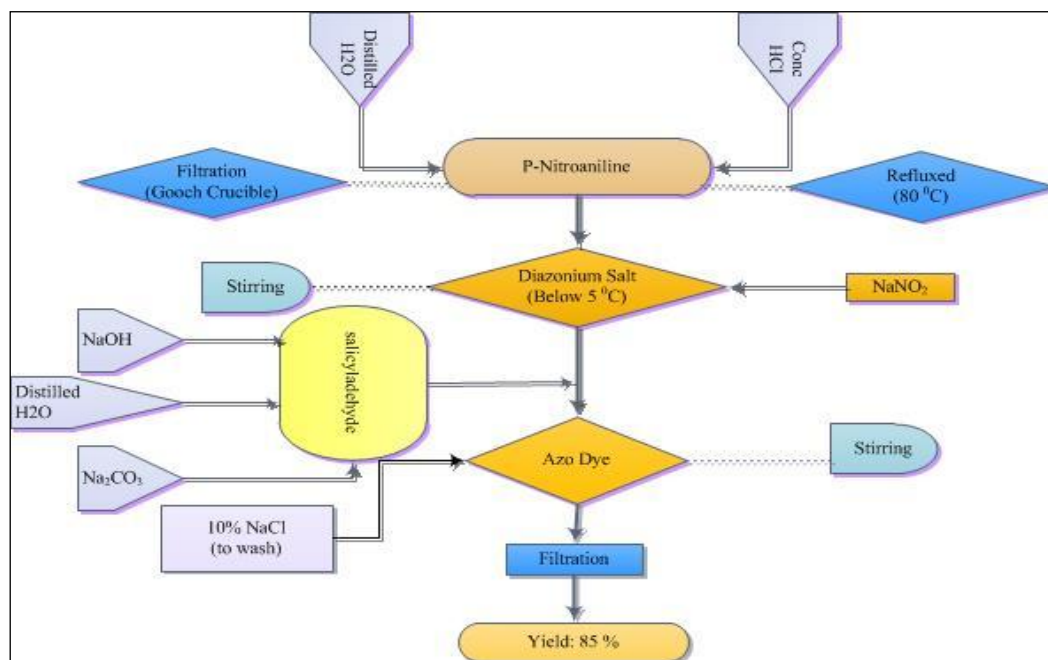 Distilled
H2O
Conc
HCl
P-Nitroaniline
Filtration
(Gooch Crucible)
Refluxed
(80 ⁰C)
Stirring
Diazonium Salt
(Below 5 ⁰C)
NaNO₂
NaOH
salicyladehyde
Distilled
H2O
Azo Dye
Stirring
Na₂CO₃
10% NaCl
(to wash)
Filtration
Yield: 85 %